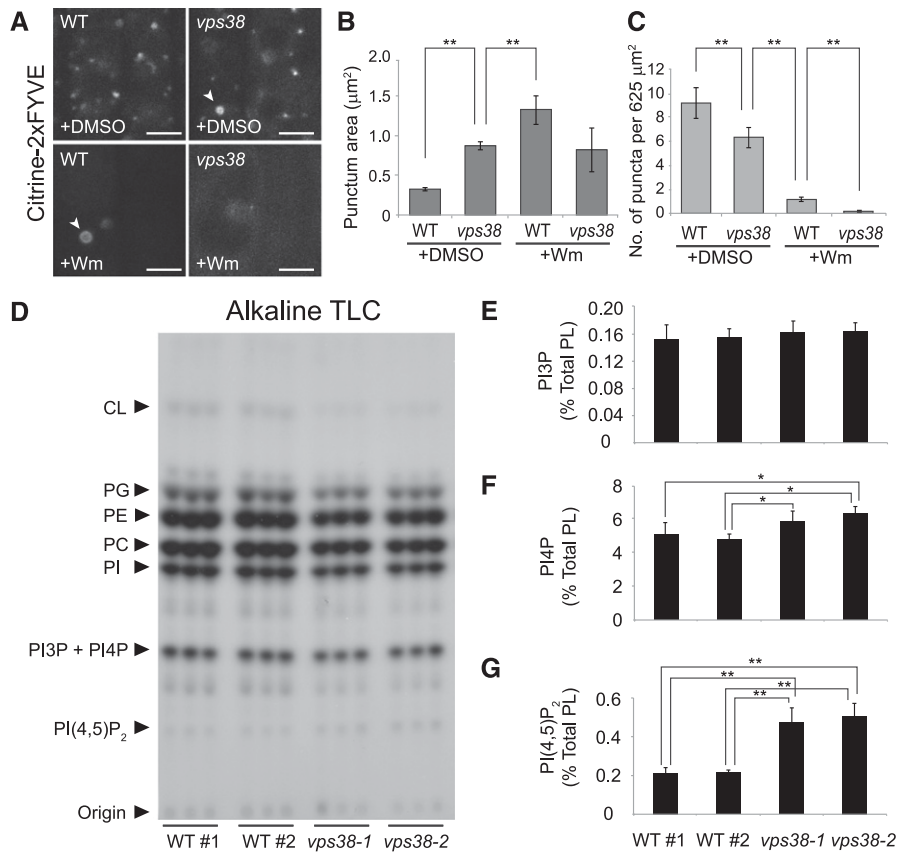 A
Citrine-2xFYVE
WT
+DMSO
vps38
+DMSO
WT
+Wm
vps38
+Wm
B
Punctum area (μm²)
2.0
1.5
1.0
0.5
0
** **
WT vps38 WT vps38
+DMSO +Wm
C
No. of puncta per 625 μm²
12
10
8
6
4
2
0
** ** **
WT vps38 WT vps38
+DMSO +Wm
D
Alkaline TLC
CL
PG
PE
PC
PI
PI3P + PI4P
PI(4,5)P₂
Origin
WT #1 WT #2 vps38-1 vps38-2
E
PI3P
(% Total PL)
0.20
0.16
0.12
0.08
0.04
0
F
PI4P
(% Total PL)
8
6
4
2
0
*
*
*
G
PI(4,5)P₂
(% Total PL)
0.6
0.4
0.2
0
**
**
**
**
WT #1 WT #2 vps38-1 vps38-2